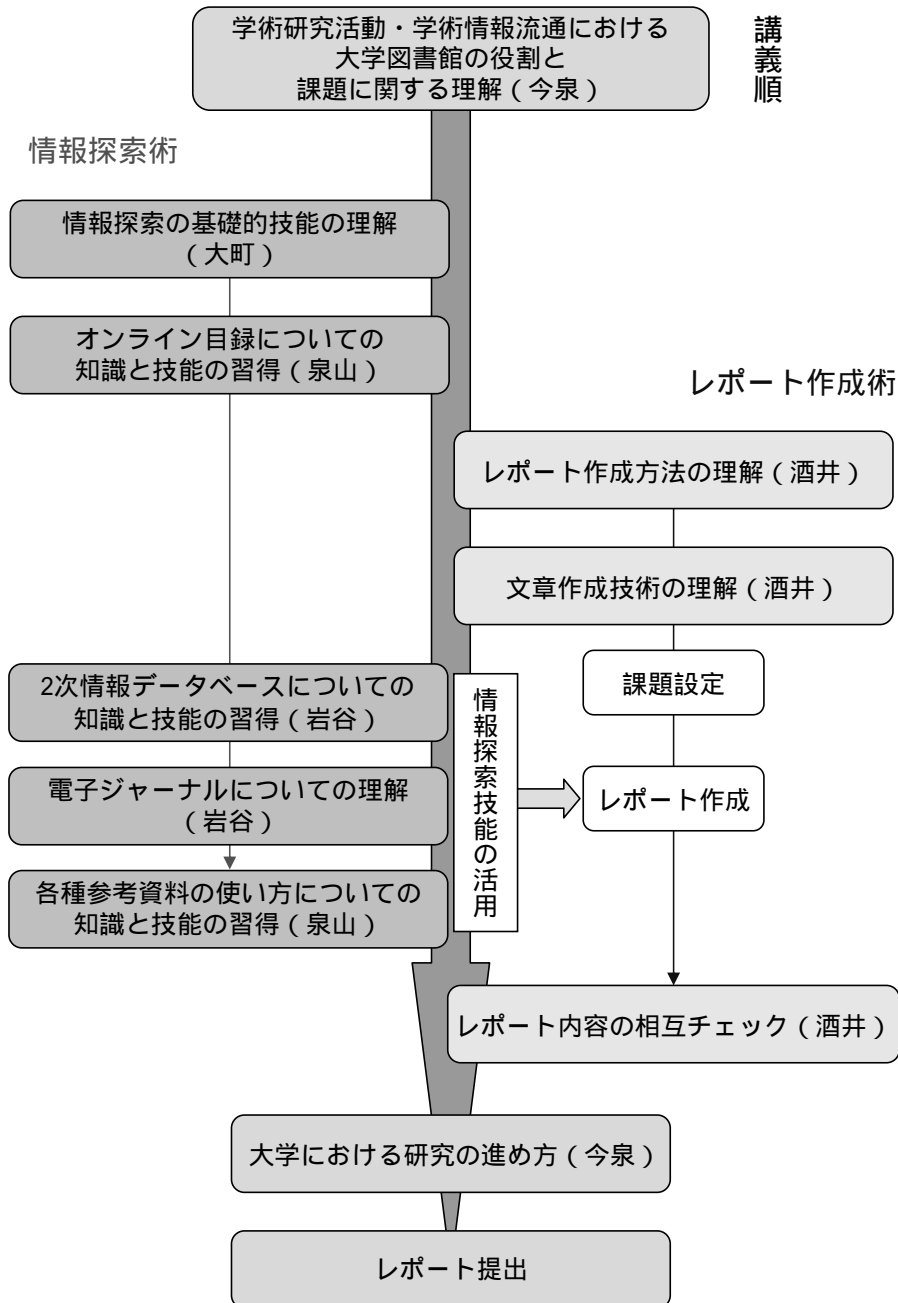 学術研究活動・学術情報流通における
大学図書館の役割と
課題に関する理解（今泉）
講義順
情報探索術
情報探索の基礎的技能の理解
（大町）
オンライン目録についての
知識と技能の習得（泉山）
レポート作成術
レポート作成方法の理解（酒井）
文章作成技術の理解（酒井）
2次情報データベースについての
知識と技能の習得（岩谷）
課題設定
情報探索技能の活用
電子ジャーナルについての理解
（岩谷）
レポート作成
各種参考資料の使い方についての
知識と技能の習得（泉山）
レポート内容の相互チェック（酒井）
大学における研究の進め方（今泉）
レポート提出